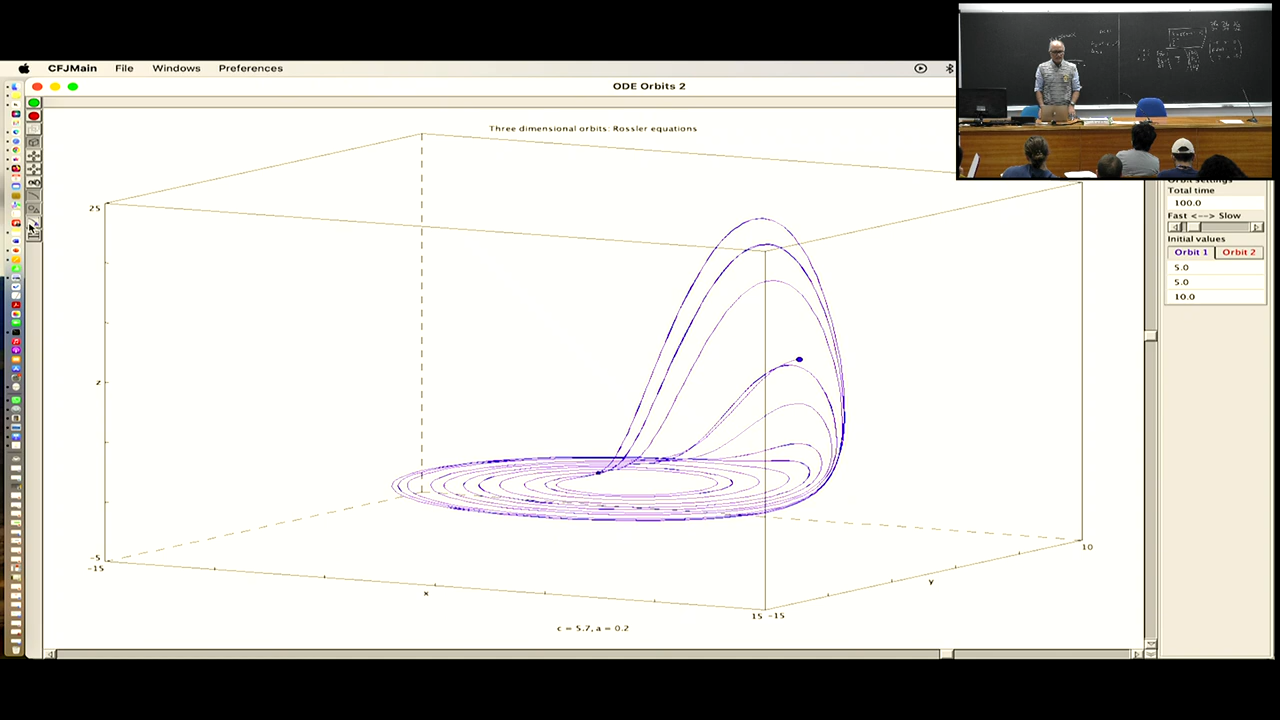 CFJMain File Windows Preferences
ODE Orbits 2
Three dimensional orbits: Rossler equations
25
z
-5
-15
x
15
-15
y
10
c = 5.7, a = 0.2
Orbit settings
Total time
100.0
Fast <--> Slow
Initial values
Orbit 1 Orbit 2
5.0
5.0
10.0